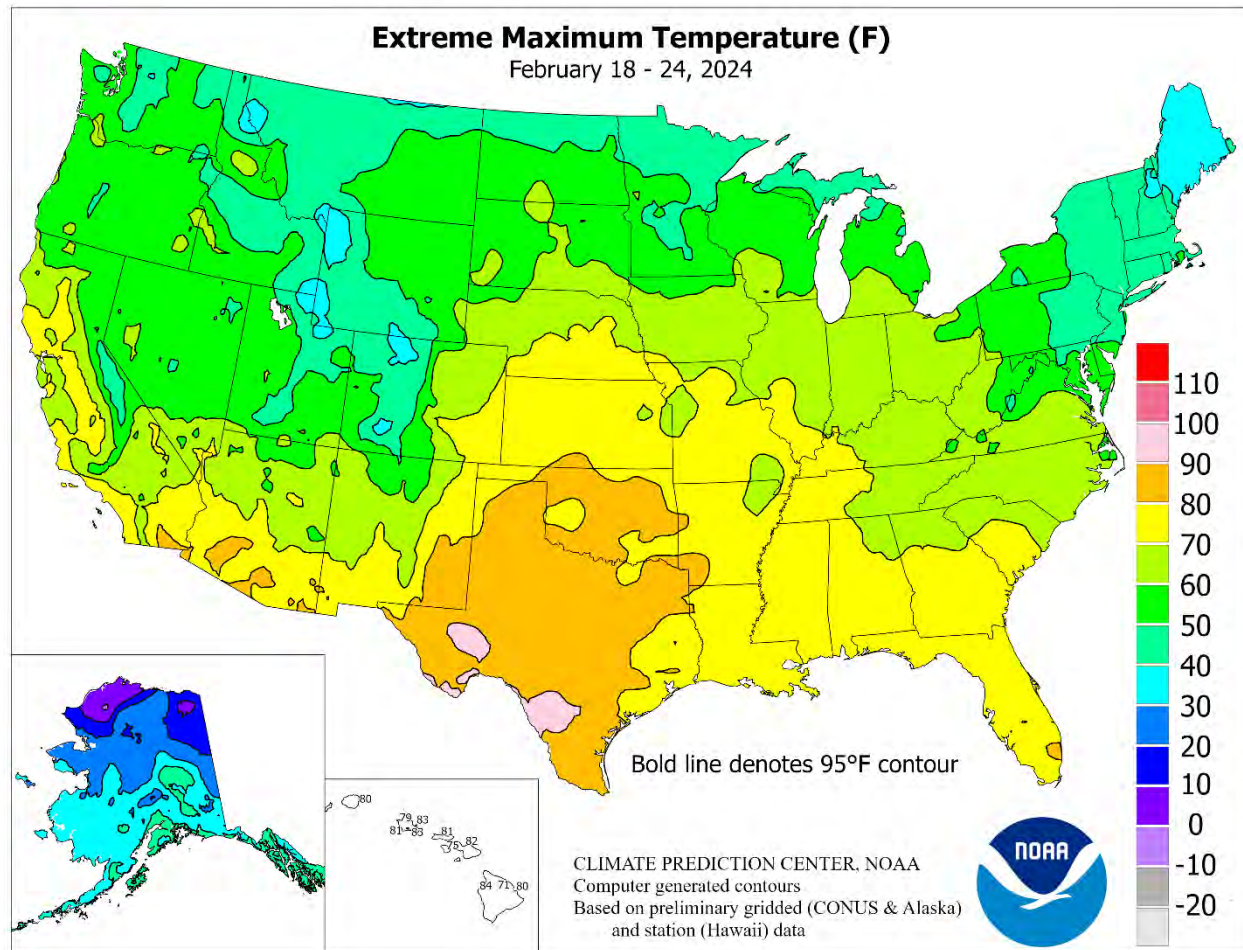 Extreme Maximum Temperature (F)
February 18 - 24, 2024
110
100
90
80
70
60
50
40
30
20
10
0
-10
-20
Bold line denotes 95°F contour
80
79 83
81 83
81
75 82
84 71 80
CLIMATE PREDICTION CENTER, NOAA
Computer generated contours
Based on preliminary gridded (CONUS & Alaska)
and station (Hawaii) data
NOAA